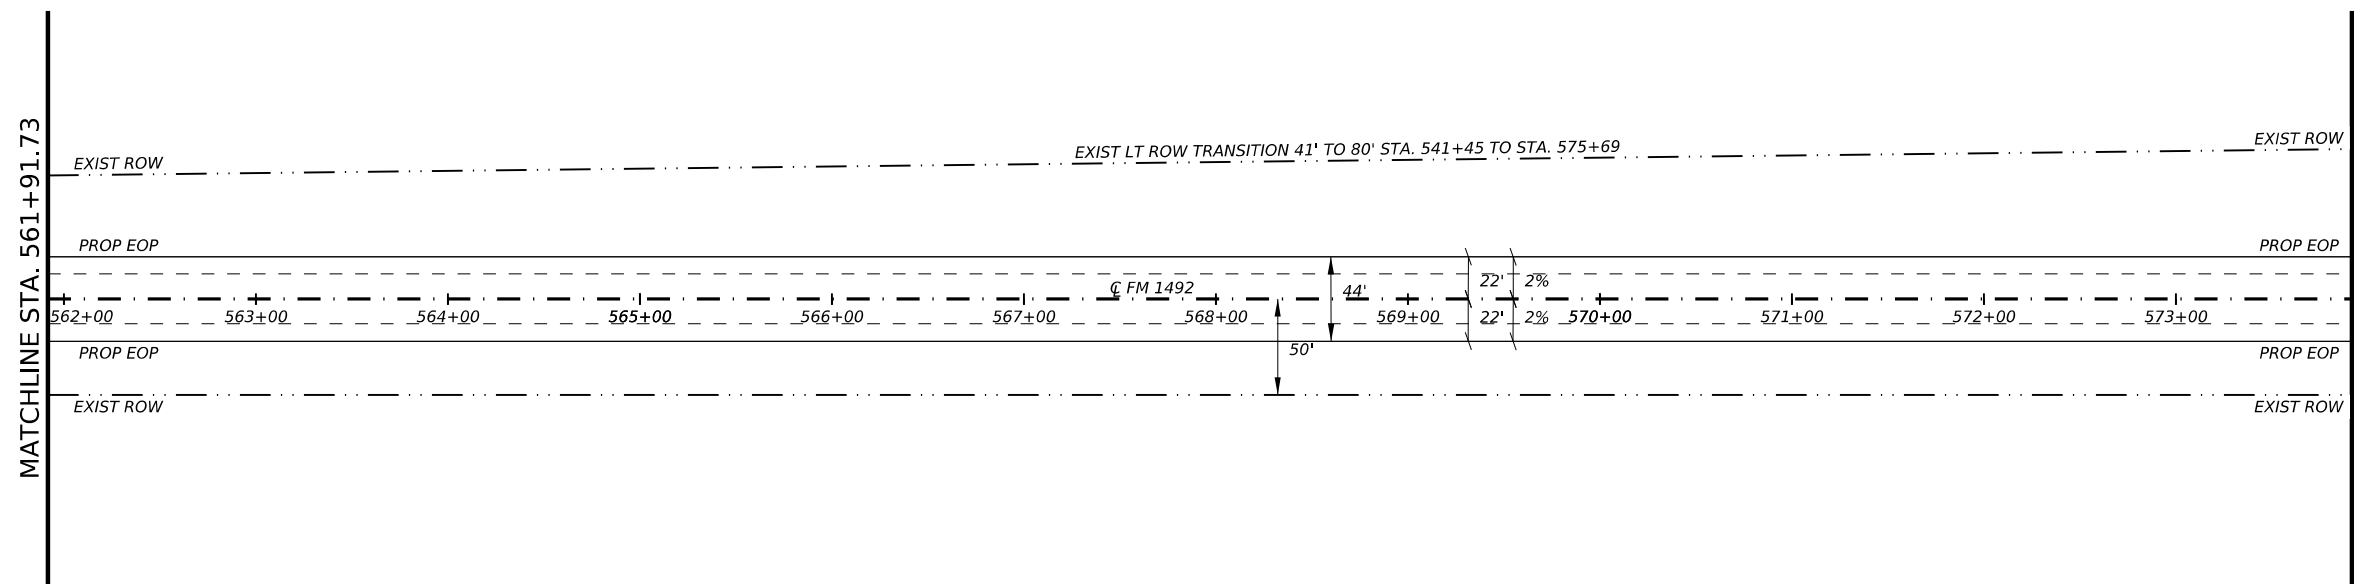 MATCHLINE STA. 561+91.73
EXIST LT ROW TRANSITION 41' TO 80' STA. 541+45 TO STA. 575+69
EXIST ROW
EXIST ROW
PROP EOP
PROP EOP
22' 2%
℄ FM 1492
44'
562+00 563+00 564+00 565+00 566+00 567+00 568+00 569+00 22' 2% 570+00 571+00 572+00 573+00
50'
PROP EOP
PROP EOP
EXIST ROW
EXIST ROW